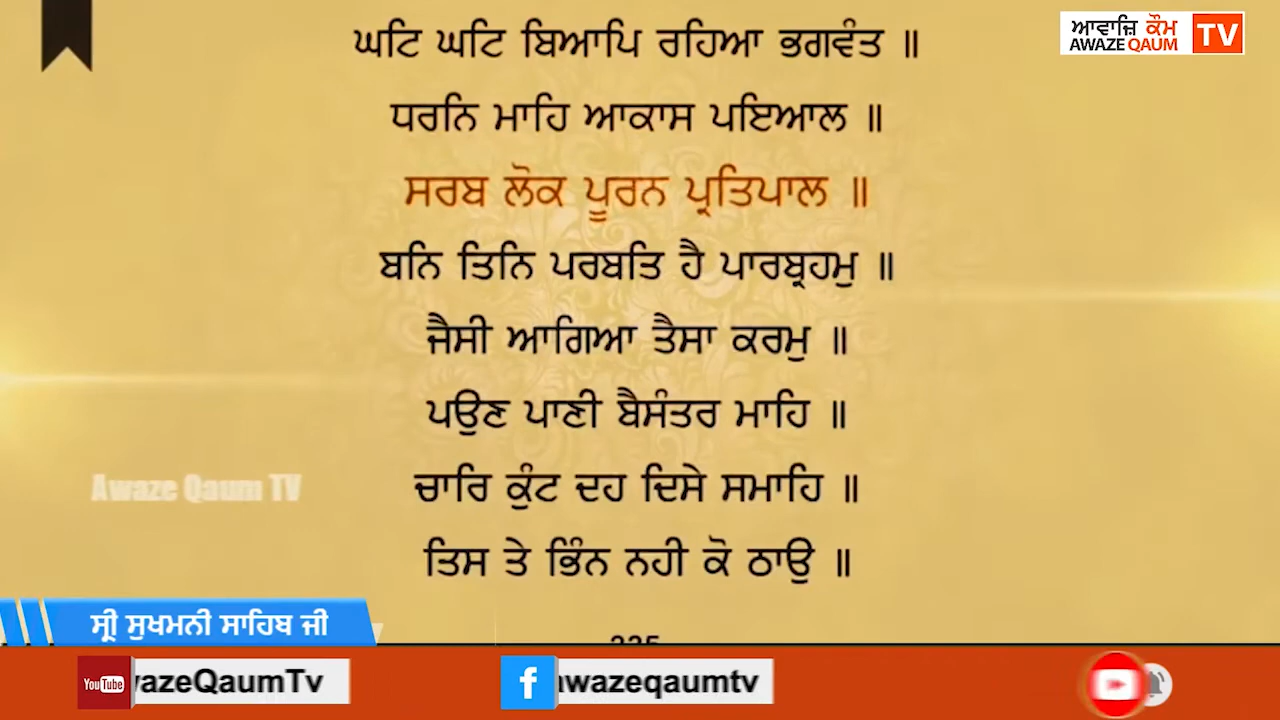 ਆਵਾਜ਼ਿ ਕੌਮ
AWAZE QAUM
TV
ਘਟਿ ਘਟਿ ਬਿਆਪਿ ਰਹਿਆ ਭਗਵੰਤ ॥
ਧਰਨਿ ਮਾਹਿ ਆਕਾਸ ਪਇਆਲ ॥
ਸਰਬ ਲੋਕ ਪੂਰਨ ਪ੍ਰਤਿਪਾਲ ॥
ਬਨਿ ਤਿਨਿ ਪਰਬਤਿ ਹੈ ਪਾਰਬ੍ਰਹਮੁ ॥
ਜੈਸੀ ਆਗਿਆ ਤੈਸਾ ਕਰਮੁ ॥
ਪਉਣ ਪਾਣੀ ਬੈਸੰਤਰ ਮਾਹਿ ॥
ਚਾਰਿ ਕੁੰਟ ਦਹ ਦਿਸੇ ਸਮਾਹਿ ॥
ਤਿਸ ਤੇ ਭਿੰਨ ਨਹੀ ਕੋ ਠਾਉ ॥
Awaze Qaum TV
ਸ੍ਰੀ ਸੁਖਮਨੀ ਸਾਹਿਬ ਜੀ
YouTube
azeQaumTv
f
awazeqaumtv